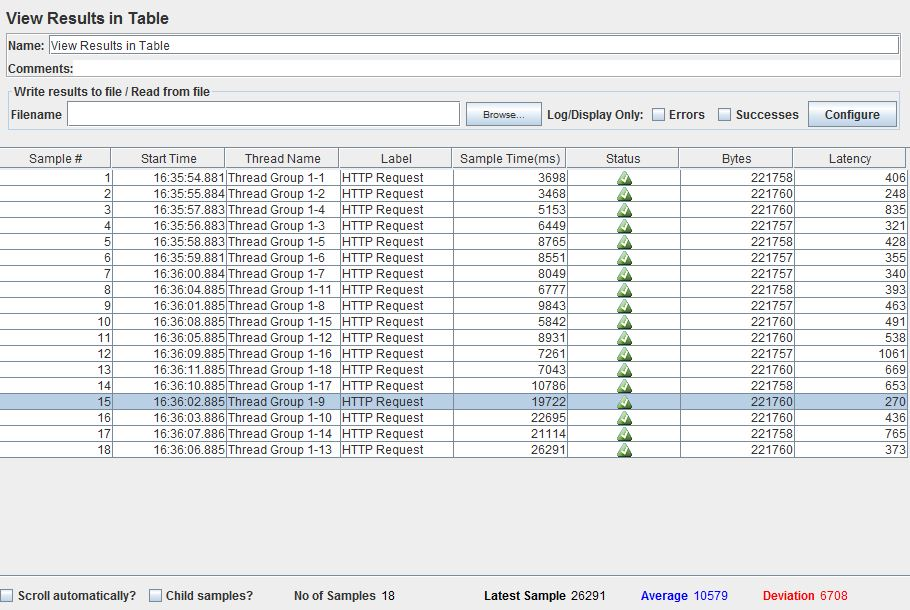 View Results in Table
Name: View Results in Table
Comments:
Write results to file / Read from file
Filename Browse... Log/Display Only: Errors Successes Configure
Sample # Start Time Thread Name Label Sample Time(ms) Status Bytes Latency
1 16:35:54.881 Thread Group 1-1 HTTP Request 3698 221758 406
2 16:35:55.884 Thread Group 1-2 HTTP Request 3468 221760 248
3 16:35:57.883 Thread Group 1-4 HTTP Request 5153 221760 835
4 16:35:56.883 Thread Group 1-3 HTTP Request 6449 221757 321
5 16:35:58.883 Thread Group 1-5 HTTP Request 8765 221758 428
6 16:35:59.881 Thread Group 1-6 HTTP Request 8551 221757 355
7 16:36:00.884 Thread Group 1-7 HTTP Request 8049 221757 340
8 16:36:04.885 Thread Group 1-11 HTTP Request 6777 221758 393
9 16:36:01.885 Thread Group 1-8 HTTP Request 9843 221757 463
10 16:36:08.885 Thread Group 1-15 HTTP Request 5842 221760 491
11 16:36:05.885 Thread Group 1-12 HTTP Request 8931 221760 538
12 16:36:09.885 Thread Group 1-16 HTTP Request 7261 221757 1061
13 16:36:11.885 Thread Group 1-18 HTTP Request 7043 221760 669
14 16:36:10.885 Thread Group 1-17 HTTP Request 10786 221758 653
15 16:36:02.885 Thread Group 1-9 HTTP Request 19722 221760 270
16 16:36:03.886 Thread Group 1-10 HTTP Request 22695 221760 436
17 16:36:07.886 Thread Group 1-14 HTTP Request 21114 221758 765
18 16:36:06.885 Thread Group 1-13 HTTP Request 26291 221760 373
Scroll automatically? Child samples? No of Samples 18 Latest Sample 26291 Average 10579 Deviation 6708